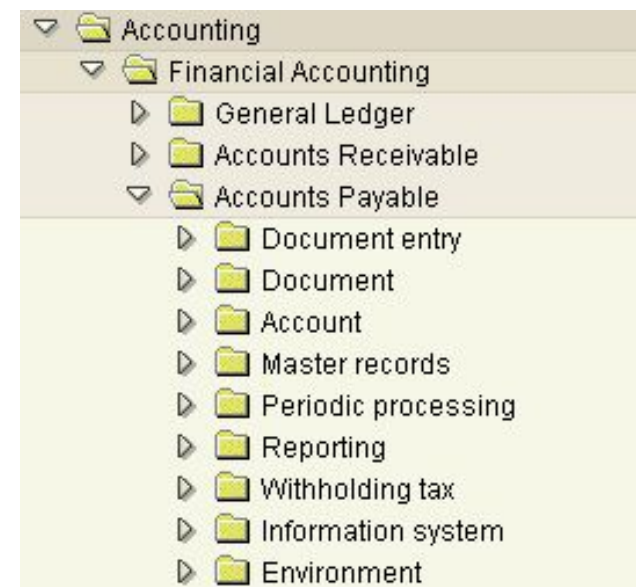 Accounting
Financial Accounting
General Ledger
Accounts Receivable
Accounts Payable
Document entry
Document
Account
Master records
Periodic processing
Reporting
Withholding tax
Information system
Environment